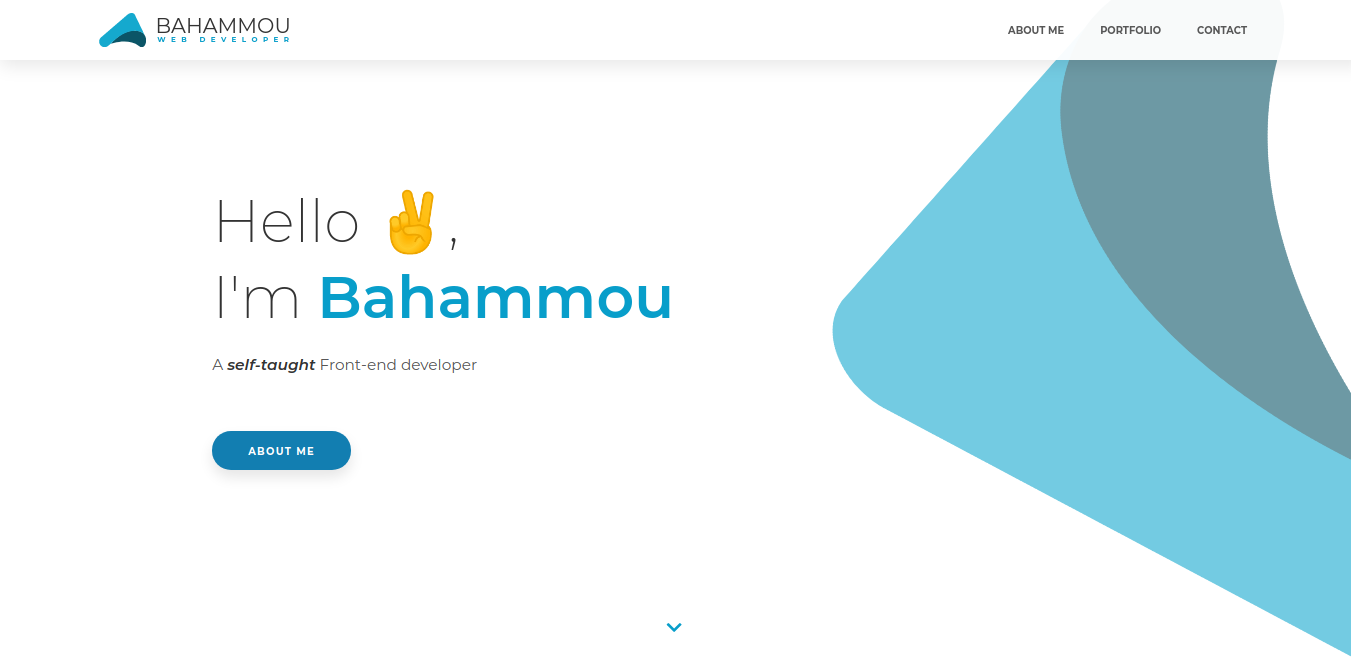 BAHAMMOU
WEB DEVELOPER
ABOUT ME
PORTFOLIO
CONTACT
Hello ✌️,
I'm Bahammou
A self-taught Front-end developer
ABOUT ME